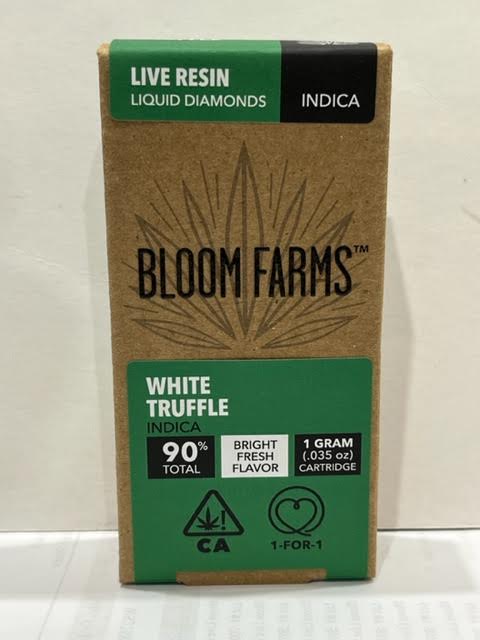 LIVE RESIN
LIQUID DIAMONDS
INDICA
BLOOM FARMS™
WHITE
TRUFFLE
INDICA
90%
TOTAL
BRIGHT
FRESH
FLAVOR
1 GRAM
(.035 oz)
CARTRIDGE
!
CA
1-FOR-1